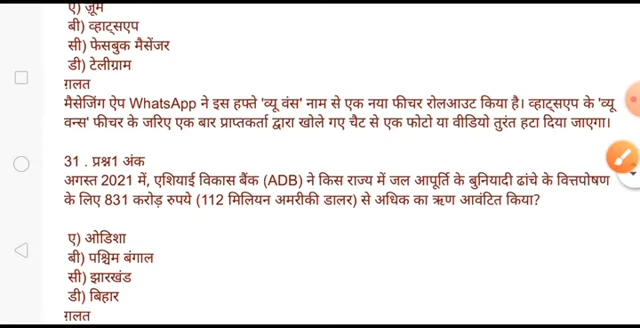 ए) ज़ूम
बी) व्हाट्सएप
सी) फेसबुक मैसेंजर
डी) टेलीग्राम
ग़लत
मैसेजिंग ऐप WhatsApp ने इस हफ्ते 'व्यू वंस' नाम से एक नया फीचर रोलआउट किया है। व्हाट्सएप के 'व्यू
वन्स' फीचर के जरिए एक बार प्राप्तकर्ता द्वारा खोले गए चैट से एक फोटो या वीडियो तुरंत हटा दिया जाएगा।
31 . प्रश्न1 अंक
अगस्त 2021 में, एशियाई विकास बैंक (ADB) ने किस राज्य में जल आपूर्ति के बुनियादी ढांचे के वित्तपोषण
के लिए 831 करोड़ रुपये (112 मिलियन अमरीकी डालर) से अधिक का ऋण आवंटित किया?
ए) ओडिशा
बी) पश्चिम बंगाल
सी) झारखंड
डी) बिहार
ग़लत